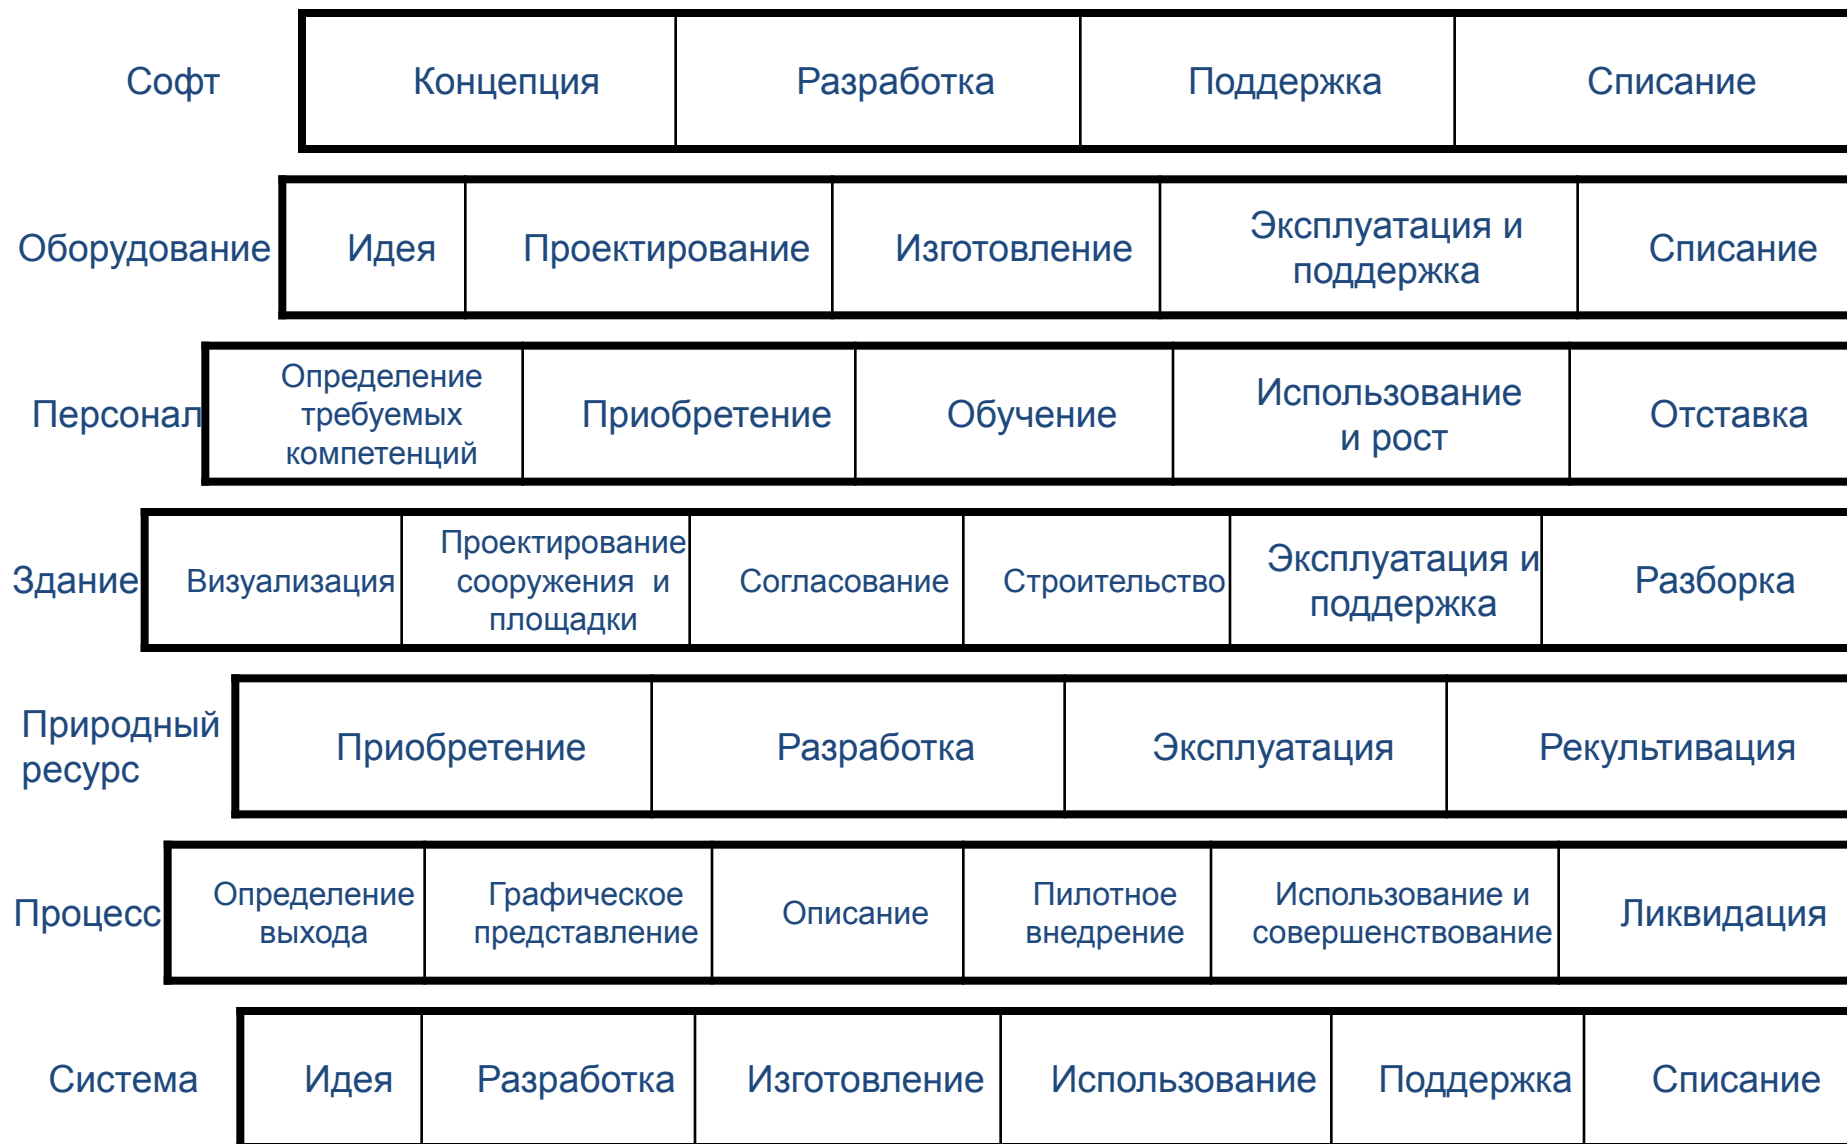 Софт
Концепция
Разработка
Поддержка
Списание
Оборудование
Идея
Проектирование
Изготовление
Эксплуатация и
поддержка
Списание
Персонал
Определение
требуемых
компетенций
Приобретение
Обучение
Использование
и рост
Отставка
Здание
Визуализация
Проектирование
сооружения и
площадки
Согласование
Строительство
Эксплуатация и
поддержка
Разборка
Природный
ресурс
Приобретение
Разработка
Эксплуатация
Рекультивация
Процесс
Определение
выхода
Графическое
представление
Описание
Пилотное
внедрение
Использование и
совершенствование
Ликвидация
Система
Идея
Разработка
Изготовление
Использование
Поддержка
Списание